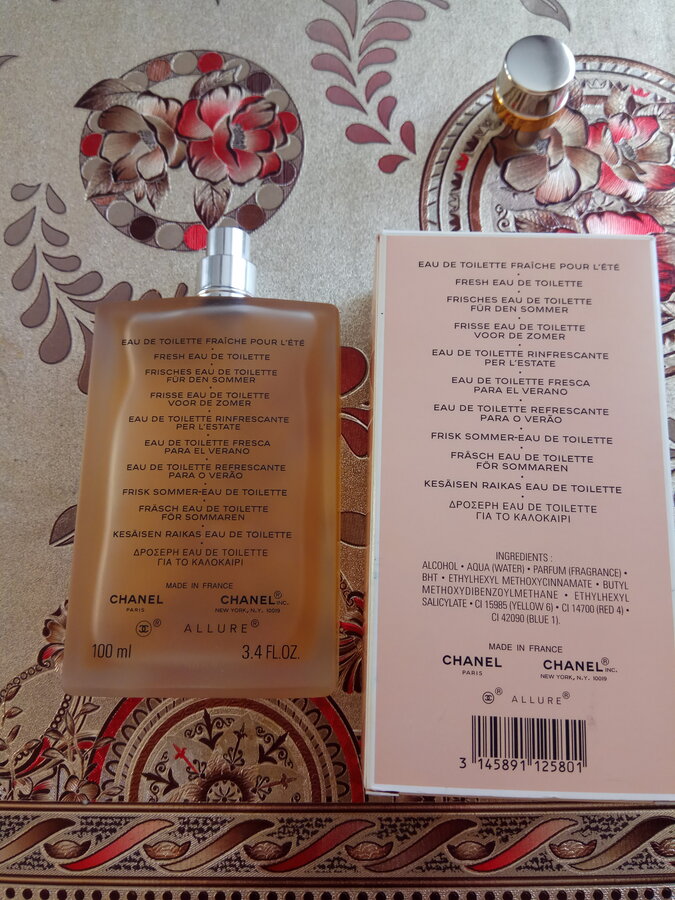 EAU DE TOILETTE FRAÎCHE POUR L'ÉTÉ
FRESH EAU DE TOILETTE
FRISCHES EAU DE TOILETTE
FÜR DEN SOMMER
FRISSE EAU DE TOILETTE
VOOR DE ZOMER
EAU DE TOILETTE RINFRESCANTE
PER L'ESTATE
EAU DE TOILETTE FRESCA
PARA EL VERANO
EAU DE TOILETTE REFRESCANTE
PARA O VERÃO
FRISK SOMMER-EAU DE TOILETTE
FRÄSCH EAU DE TOILETTE
FÖR SOMMAREN
KESÄISEN RAIKAS EAU DE TOILETTE
ΔΡΟΣΕΡΗ EAU DE TOILETTE
ΓΙΑ ΤΟ ΚΑΛΟΚΑΙΡΙ
MADE IN FRANCE
CHANEL CHANEL® INC.
PARIS NEW YORK, N.Y. 10019
® ALLURE®
100 ml 3.4 FL.OZ.
EAU DE TOILETTE FRAÎCHE POUR L'ÉTÉ
FRESH EAU DE TOILETTE
FRISCHES EAU DE TOILETTE
FÜR DEN SOMMER
FRISSE EAU DE TOILETTE
VOOR DE ZOMER
EAU DE TOILETTE RINFRESCANTE
PER L'ESTATE
EAU DE TOILETTE FRESCA
PARA EL VERANO
EAU DE TOILETTE REFRESCANTE
PARA O VERÃO
FRISK SOMMER-EAU DE TOILETTE
FRÄSCH EAU DE TOILETTE
FÖR SOMMAREN
KESÄISEN RAIKAS EAU DE TOILETTE
ΔΡΟΣΕΡΗ EAU DE TOILETTE
ΓΙΑ ΤΟ ΚΑΛΟΚΑΙΡΙ
INGREDIENTS :
ALCOHOL • AQUA (WATER) • PARFUM (FRAGRANCE) •
BHT • ETHYLHEXYL METHOXYCINNAMATE • BUTYL
METHOXYDIBENZOYLMETHANE • ETHYLHEXYL
SALICYLATE • CI 15985 (YELLOW 6) • CI 14700 (RED 4) •
CI 42090 (BLUE 1).
MADE IN FRANCE
CHANEL CHANEL® INC.
PARIS NEW YORK, N.Y. 10019
® ALLURE®
3 145891 125801